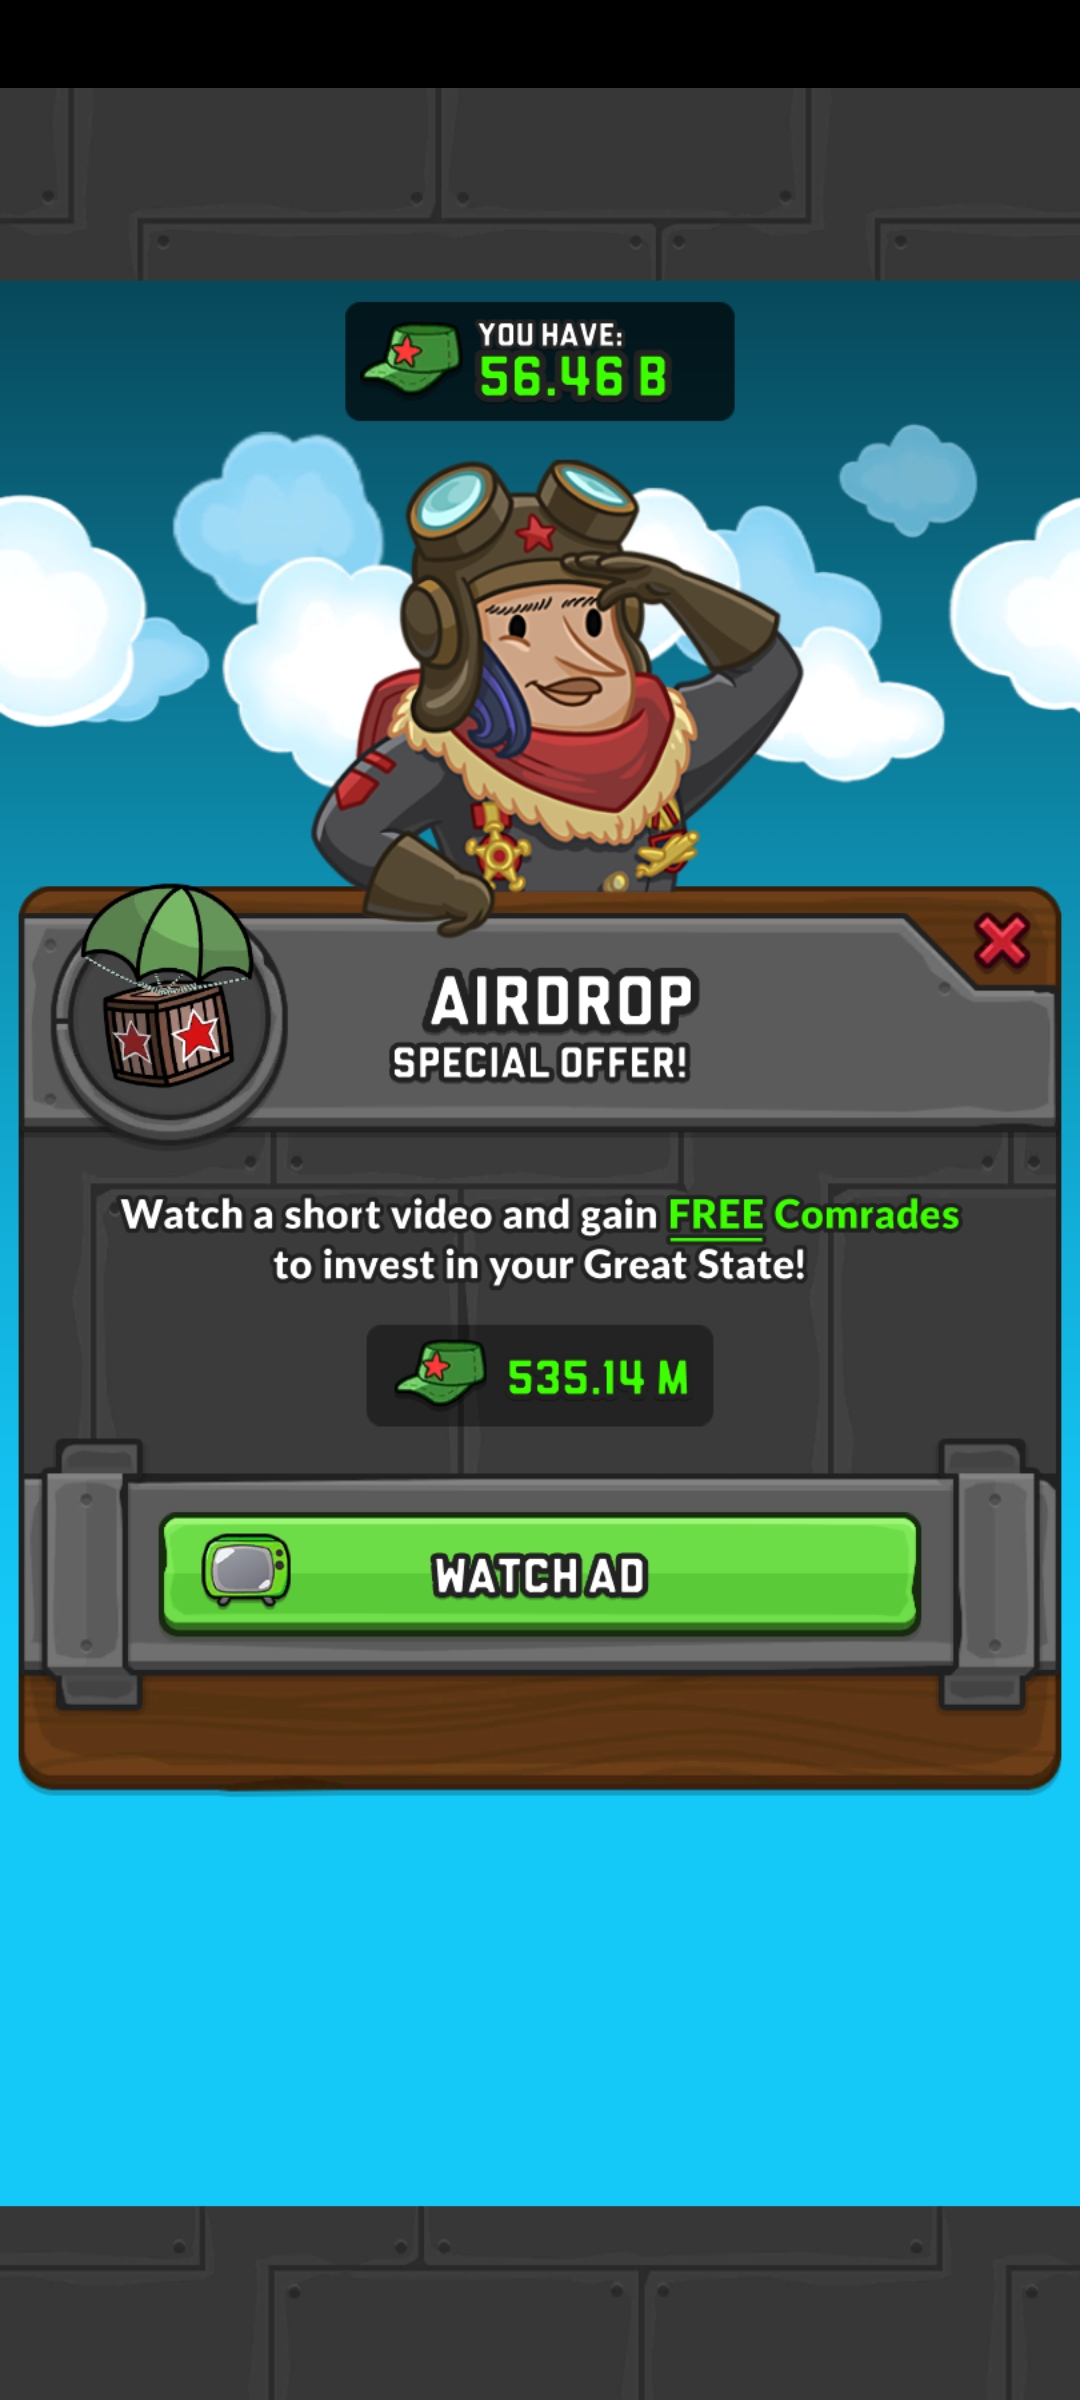 YOU HAVE:
56.46 B
AIRDROP
SPECIAL OFFER!
Watch a short video and gain FREE Comrades
to invest in your Great State!
535.14 M
WATCH AD